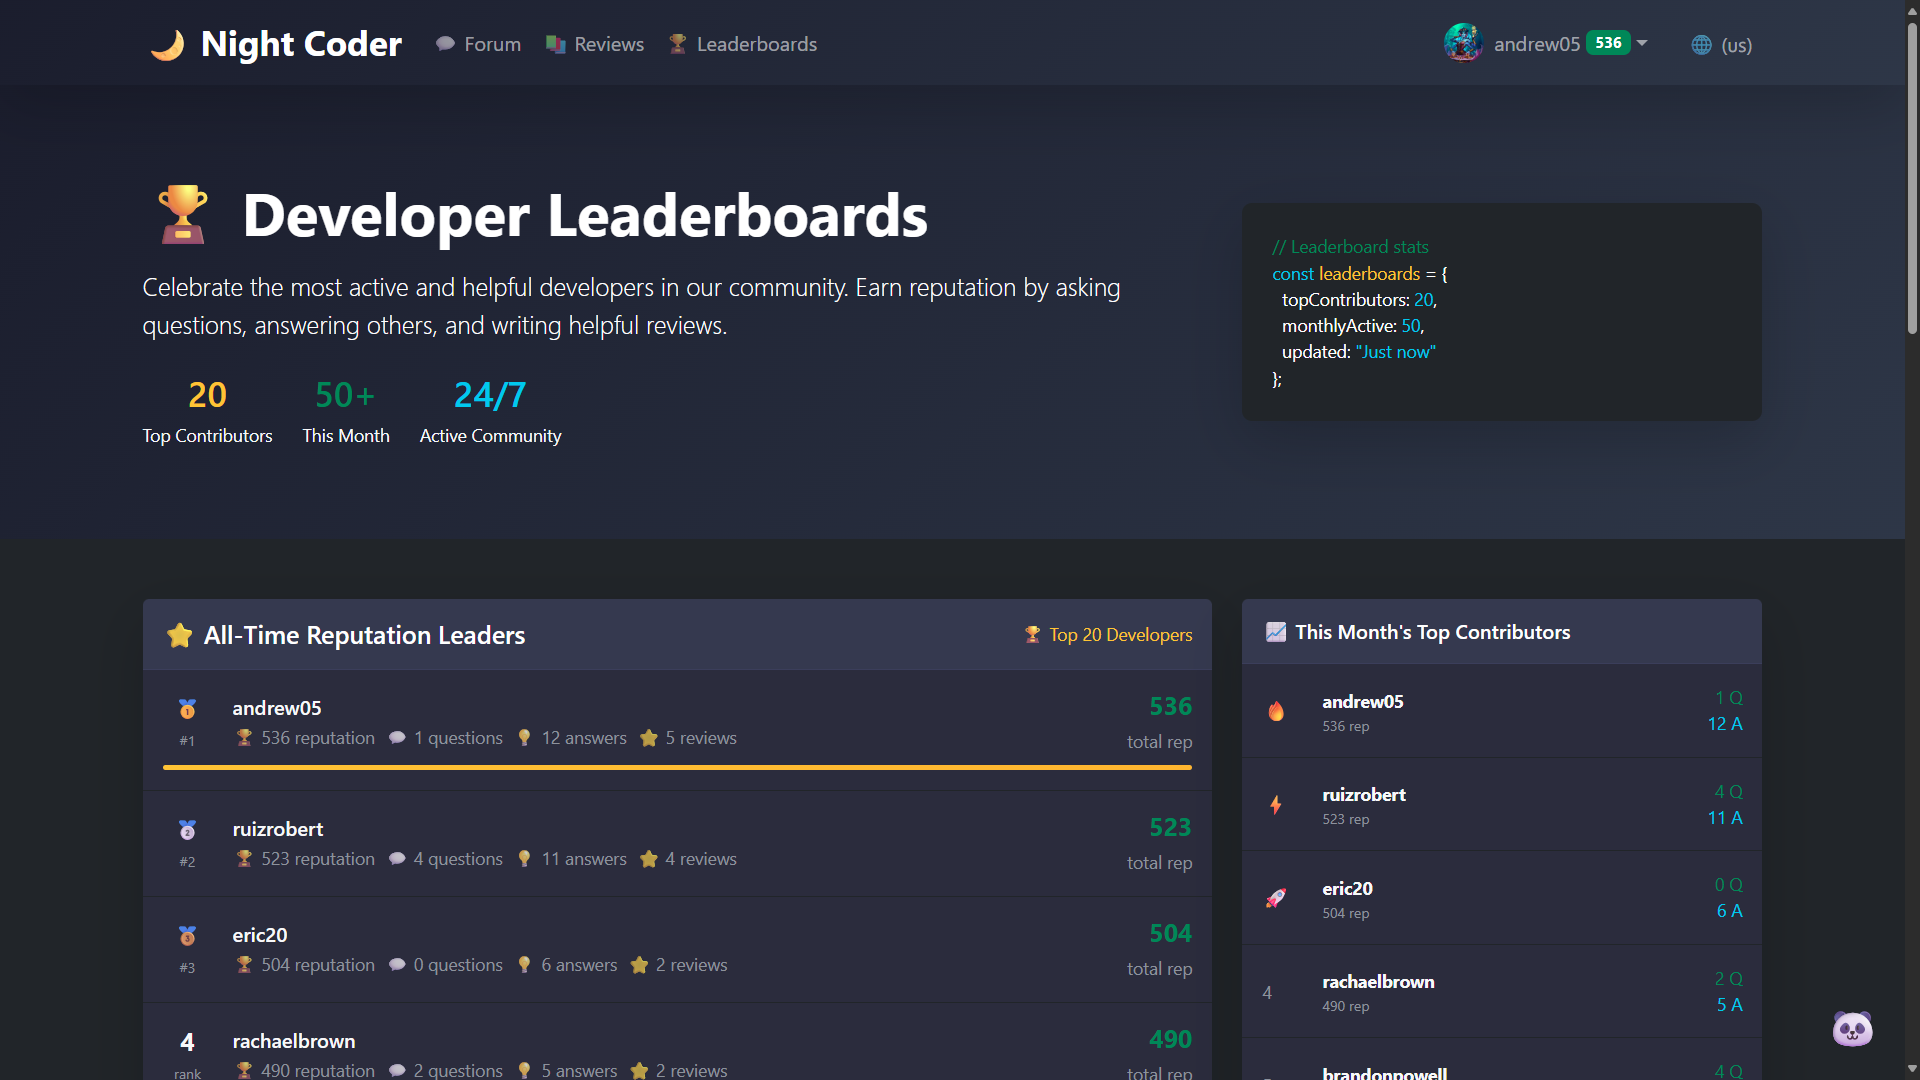 Night Coder
Forum
Reviews
Leaderboards
andrew05 536
(us)
Developer Leaderboards
Celebrate the most active and helpful developers in our community. Earn reputation by asking
questions, answering others, and writing helpful reviews.
20
Top Contributors
50+
This Month
24/7
Active Community
// Leaderboard stats
const leaderboards = {
topContributors: 20,
monthlyActive: 50,
updated: "Just now"
};
All-Time Reputation Leaders
Top 20 Developers
#1
andrew05
536 reputation 1 questions 12 answers 5 reviews
536
total rep
#2
ruizrobert
523 reputation 4 questions 11 answers 4 reviews
523
total rep
#3
eric20
504 reputation 0 questions 6 answers 2 reviews
504
total rep
4
rank
rachaelbrown
490 reputation 2 questions 5 answers 2 reviews
490
total rep
This Month's Top Contributors
andrew05
536 rep
1 Q
12 A
ruizrobert
523 rep
4 Q
11 A
eric20
504 rep
0 Q
6 A
4
rachaelbrown
490 rep
2 Q
5 A
brandonpowell
4 Q